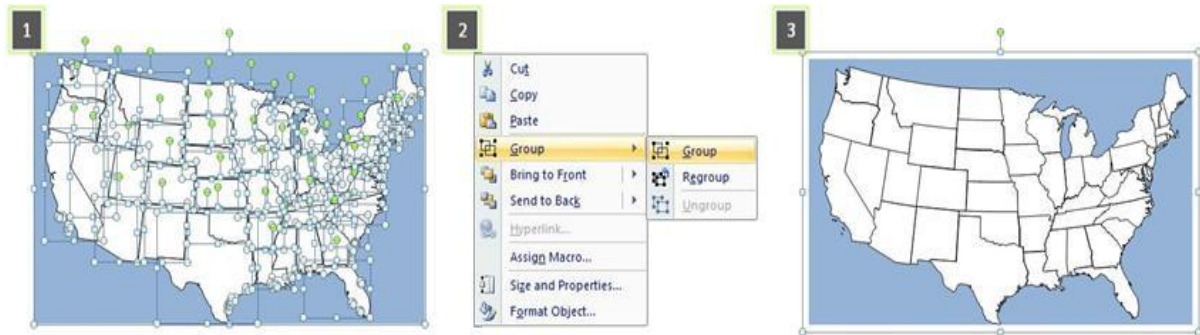 1
2
3
Cut
Copy
Paste
Group
Bring to Front
Send to Back
Hyperlink...
Assign Macro...
Size and Properties...
Format Object...
Group
Regroup
Ungroup